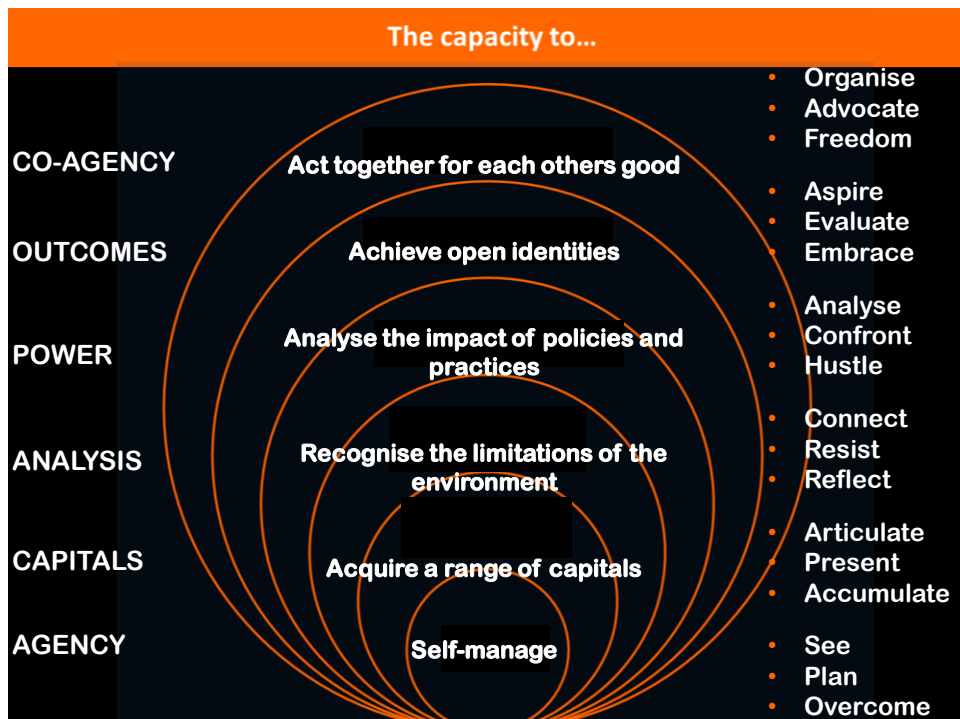 The capacity to...
CO-AGENCY
Act together for each others good
• Organise
• Advocate
• Freedom
OUTCOMES
Achieve open identities
• Aspire
• Evaluate
• Embrace
POWER
Analyse the impact of policies and
practices
• Analyse
• Confront
• Hustle
ANALYSIS
Recognise the limitations of the
environment
• Connect
• Resist
• Reflect
CAPITALS
Acquire a range of capitals
• Articulate
• Present
• Accumulate
AGENCY
Self-manage
• See
• Plan
• Overcome